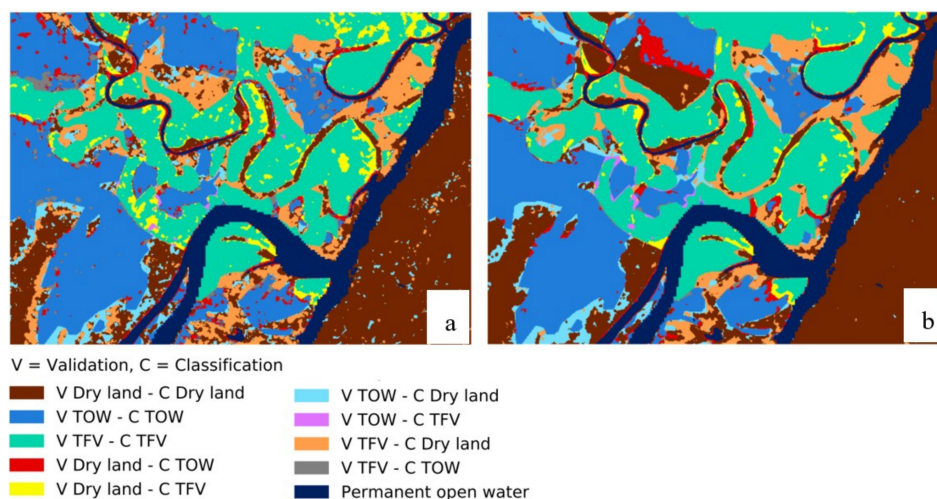 a
b
V = Validation, C = Classification
V Dry land - C Dry land
V TOW - C TOW
V TFV - C TFV
V Dry land - C TOW
V Dry land - C TFV
V TOW - C Dry land
V TOW - C TFV
V TFV - C Dry land
V TFV - C TOW
Permanent open water